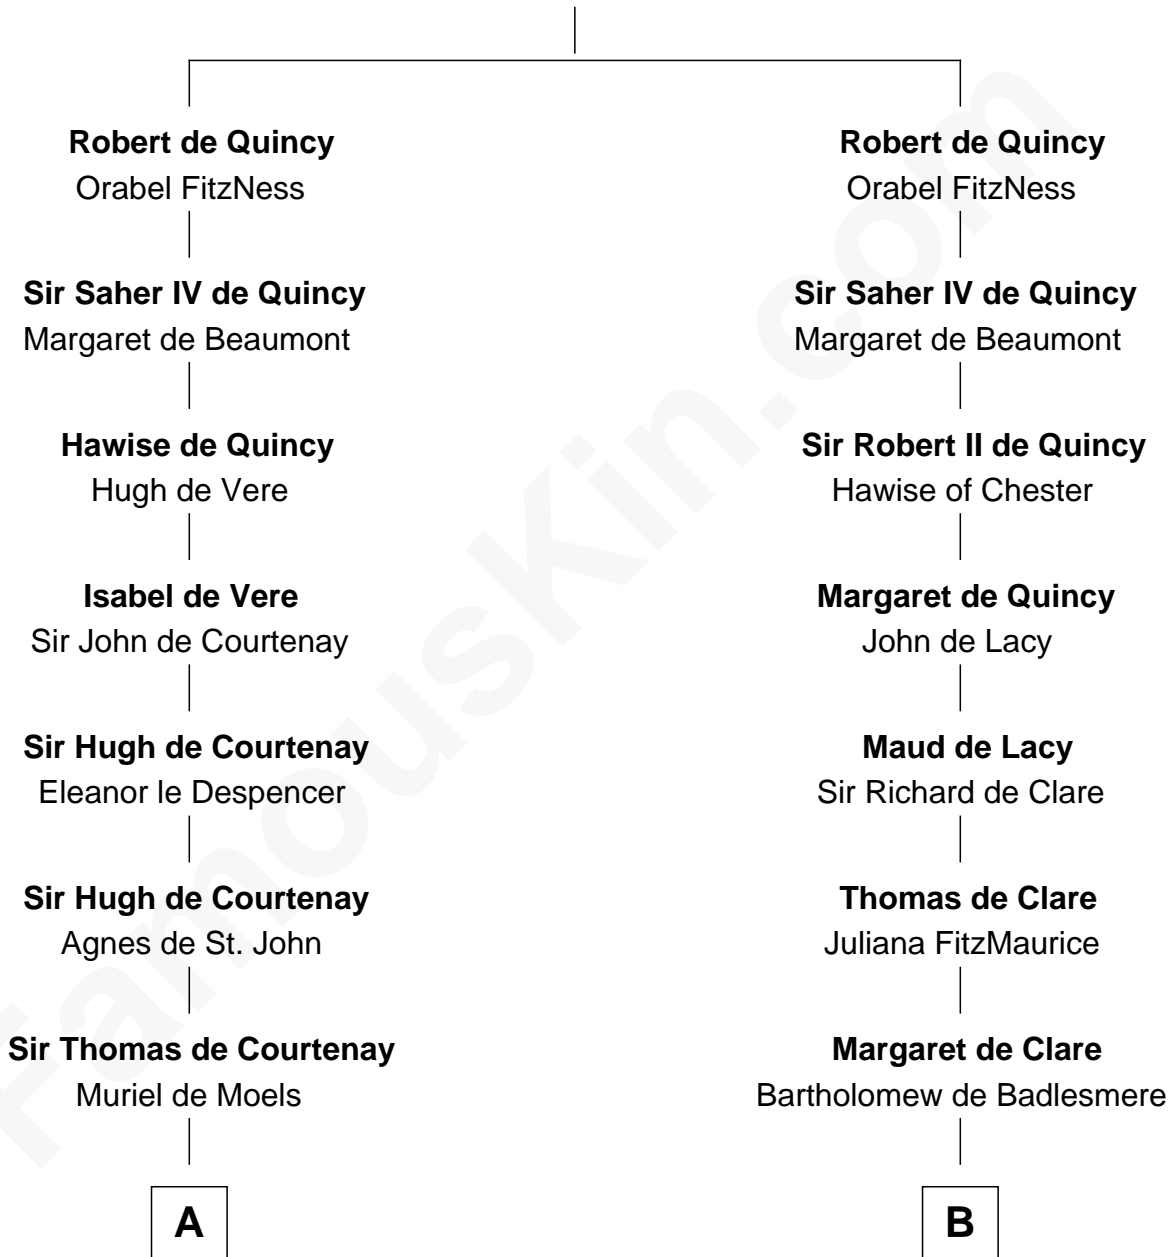 Robert de Quincy
Orabel FitzNess
Sir Saher IV de Quincy
Margaret de Beaumont
Hawise de Quincy
Hugh de Vere
Isabel de Vere
Sir John de Courtenay
Sir Hugh de Courtenay
Eleanor le Despencer
Sir Hugh de Courtenay
Agnes de St. John
Sir Thomas de Courtenay
Muriel de Moels
A
Robert de Quincy
Orabel FitzNess
Sir Saher IV de Quincy
Margaret de Beaumont
Sir Robert II de Quincy
Hawise of Chester
Margaret de Quincy
John de Lacy
Maud de Lacy
Sir Richard de Clare
Thomas de Clare
Juliana FitzMaurice
Margaret de Clare
Bartholomew de Badlesmere
B
FamousKin.com